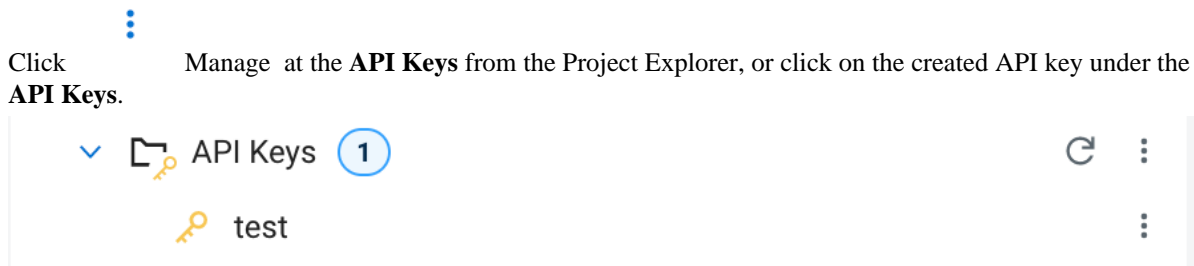 Click Manage at the API Keys from the Project Explorer, or click on the created API key under the
API Keys.
API Keys 1
test